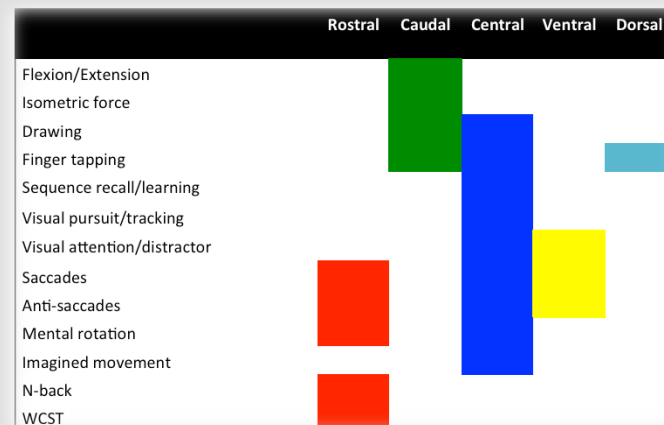 Rostral Caudal Central Ventral Dorsal
Flexion/Extension
Isometric force
Drawing
Finger tapping
Sequence recall/learning
Visual pursuit/tracking
Visual attention/distractor
Saccades
Anti-saccades
Mental rotation
Imagined movement
N-back
WCST